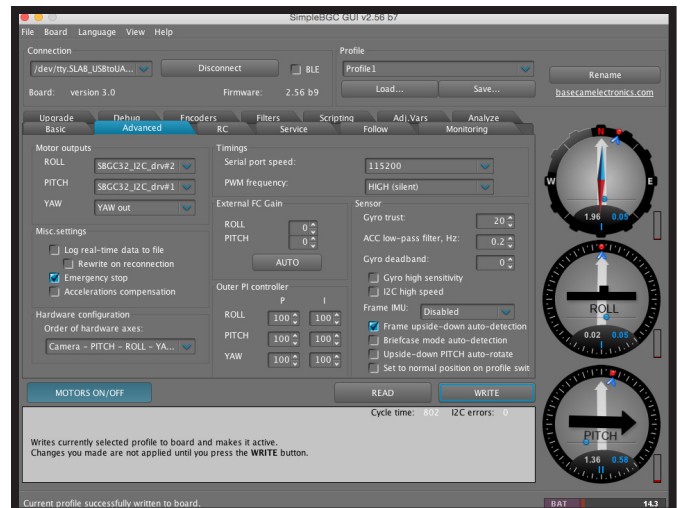 SimpleBGC GUI v2.56 b7
File Board Language View Help
Connection
/dev/tty.SLAB_USBtoUA...
Disconnect
BLE
Board: version 3.0
Firmware: 2.56 b9
Profile
Profile1
Load...
Save...
Rename
basecamelectronics.com
Upgrade Debug Encoders Filters Scripting Adj.Vars Analyze
Basic Advanced RC Service Follow Monitoring
Motor outputs
ROLL SBGC32_I2C_drv#2
PITCH SBGC32_I2C_drv#1
YAW YAW out
Misc.settings
Log real-time data to file
Rewrite on reconnection
Emergency stop
Accelerations compensation
Hardware configuration
Order of hardware axes:
Camera - PITCH - ROLL - YA...
Timings
Serial port speed: 115200
PWM frequency: HIGH (silent)
External FC Gain
ROLL 0
PITCH 0
AUTO
Outer PI controller
P I
ROLL 100 100
PITCH 100 100
YAW 100 100
Sensor
Gyro trust: 20
ACC low-pass filter, Hz: 0.2
Gyro deadband: 0
Gyro high sensitivity
I2C high speed
Frame IMU: Disabled
Frame upside-down auto-detection
Briefcase mode auto-detection
Upside-down PITCH auto-rotate
Set to normal position on profile swit
N
W E
1.96 0.05
ROLL
0.02 0.05
PITCH
1.36 0.58
MOTORS ON/OFF
READ
WRITE
Cycle time: 802 I2C errors: 0
Writes currently selected profile to board and makes it active.
Changes you made are not applied until you press the WRITE button.
Current profile successfully written to board.
BAT 14.3